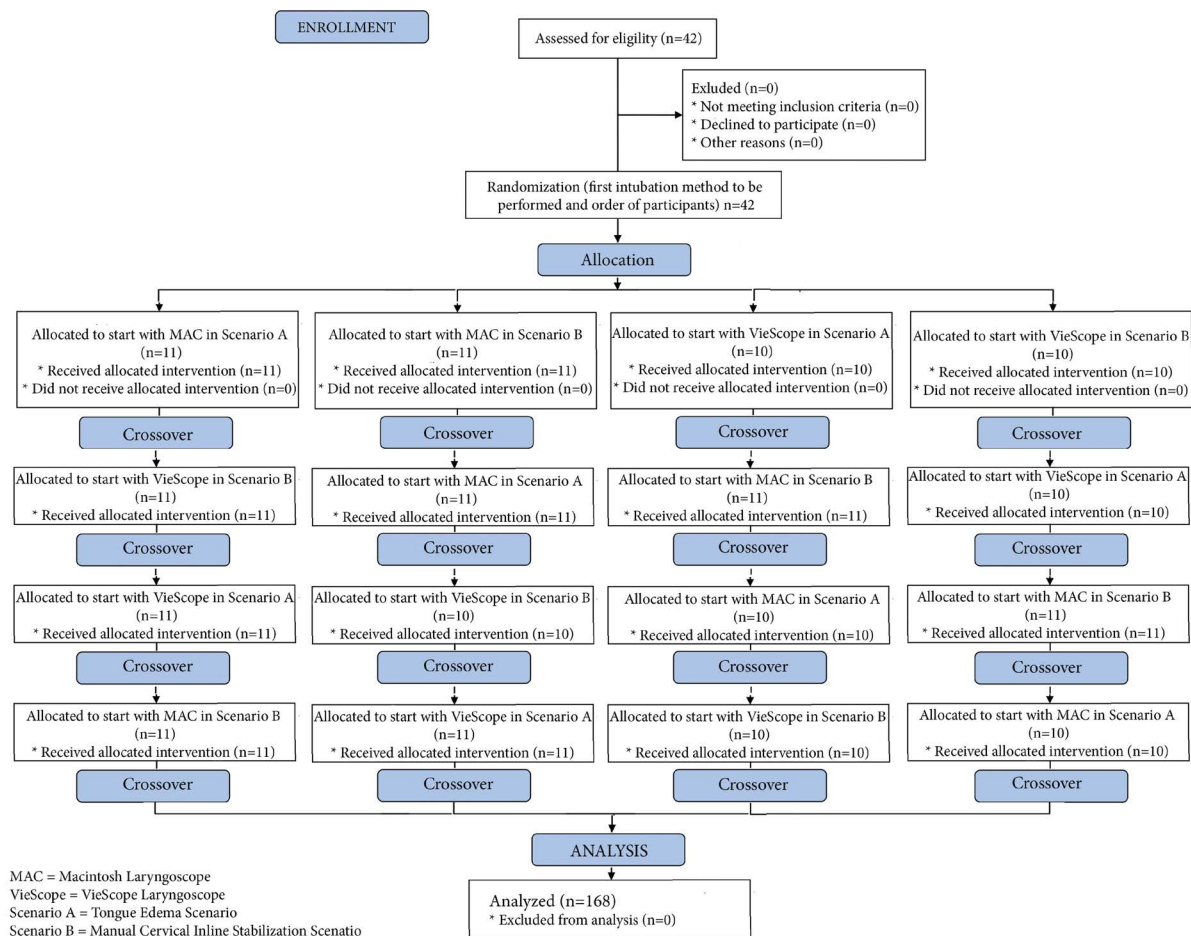 ENROLLMENT
Assessed for eligility (n=42)
Exluded (n=0)
* Not meeting inclusion criteria (n=0)
* Declined to participate (n=0)
* Other reasons (n=0)
Randomization (first intubation method to be
performed and order of participants) n=42
Allocation
Allocated to start with MAC in Scenario A
(n=11)
* Received allocated intervention (n=11)
* Did not receive allocated intervention (n=0)
Allocated to start with MAC in Scenario B
(n=11)
* Received allocated intervention (n=11)
* Did not receive allocated intervention (n=0)
Allocated to start with VieScope in Scenario A
(n=10)
* Received allocated intervention (n=10)
* Did not receive allocated intervention (n=0)
Allocated to start with VieScope in Scenario B
(n=10)
* Received allocated intervention (n=10)
* Did not receive allocated intervention (n=0)
Crossover
Crossover
Crossover
Crossover
Allocated to start with VieScope in Scenario B
(n=11)
* Received allocated intervention (n=11)
Allocated to start with MAC in Scenario A
(n=11)
* Received allocated intervention (n=11)
Allocated to start with MAC in Scenario B
(n=11)
* Received allocated intervention (n=11)
Allocated to start with VieScope in Scenario A
(n=10)
* Received allocated intervention (n=10)
Crossover
Crossover
Crossover
Crossover
Allocated to start with VieScope in Scenario A
(n=11)
* Received allocated intervention (n=11)
Allocated to start with VieScope in Scenario B
(n=10)
* Received allocated intervention (n=10)
Allocated to start with MAC in Scenario A
(n=10)
* Received allocated intervention (n=10)
Allocated to start with MAC in Scenario B
(n=11)
* Received allocated intervention (n=11)
Crossover
Crossover
Crossover
Crossover
Allocated to start with MAC in Scenario B
(n=11)
* Received allocated intervention (n=11)
Allocated to start with VieScope in Scenario A
(n=11)
* Received allocated intervention (n=11)
Allocated to start with VieScope in Scenario B
(n=10)
* Received allocated intervention (n=10)
Allocated to start with MAC in Scenario A
(n=10)
* Received allocated intervention (n=10)
Crossover
Crossover
Crossover
Crossover
ANALYSIS
Analyzed (n=168)
* Excluded from analysis (n=0)
MAC = Macintosh Laryngoscope
VieScope = VieScope Laryngoscope
Scenario A = Tongue Edema Scenario
Scenario B = Manual Cervical Inline Stabilization Scenatio